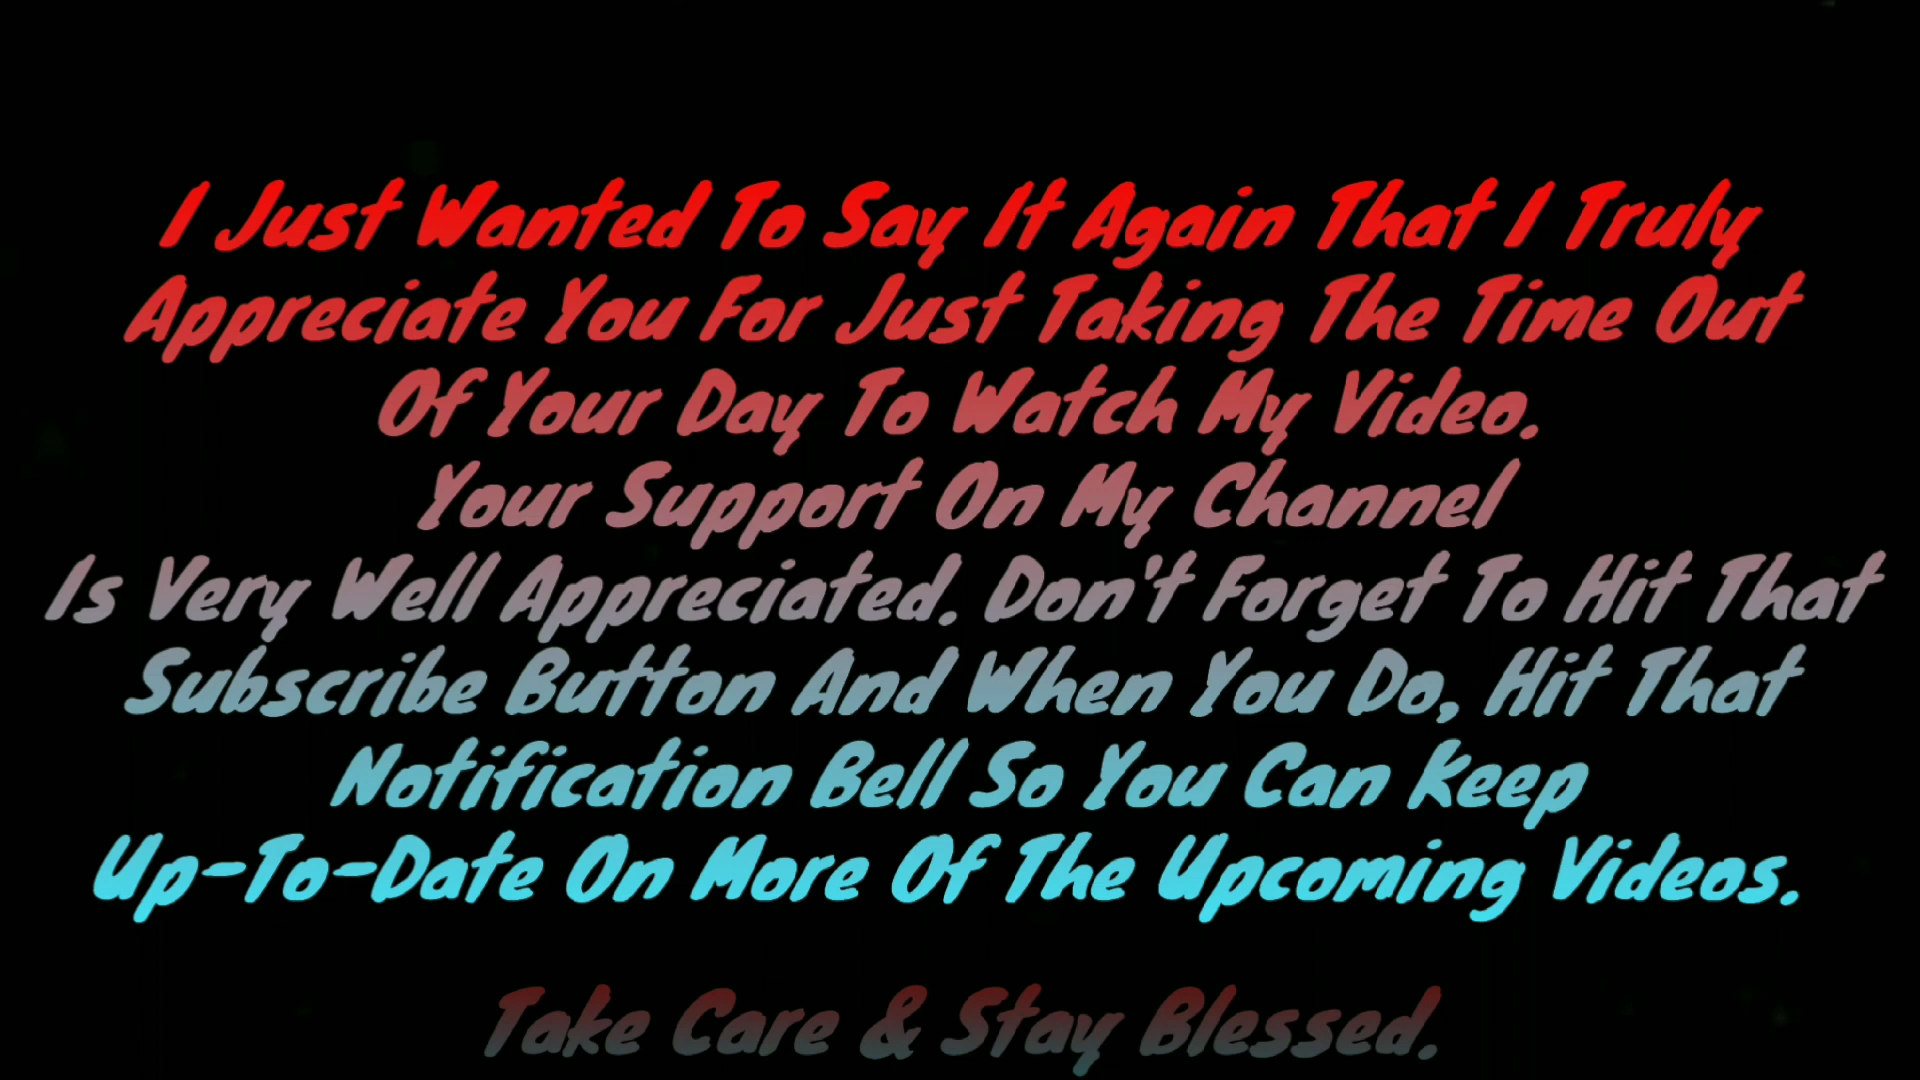 I Just Wanted To Say It Again That I Truly
Appreciate You For Just Taking The Time Out
Of Your Day To Watch My Video.
Your Support On My Channel
Is Very Well Appreciated. Don't Forget To Hit That
Subscribe Button And When You Do, Hit That
Notification Bell So You Can Keep
Up-To-Date On More Of The Upcoming Videos.
Take Care & Stay Blessed.